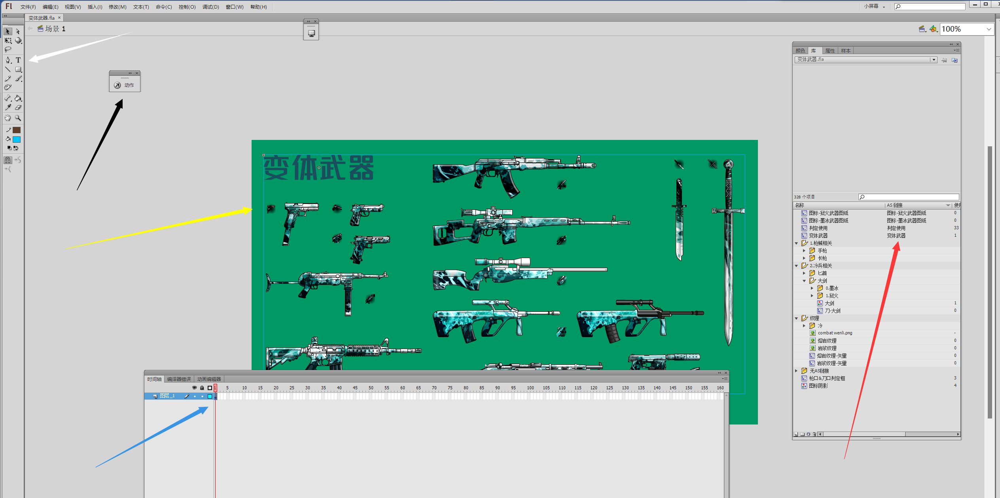 Fl 文件(F) 编辑(E) 视图(V) 插入(I) 修改(M) 文本(T) 命令(C) 控制(O) 调试(D) 窗口(W) 帮助(H) 小屏幕
变体武器.fla
场景 1
100%
T
动作
颜色 库 属性 样本
变体武器.fla
变体武器
328 个项目
名称 AS 链接
图标-狱火武器图纸 图标-狱火武器图纸 0
图标-墨冰武器图纸 图标-墨冰武器图纸 0
判定使用 判定使用 33
变体武器 变体武器 1
1.枪械相关
手枪
长枪
2.冷兵相关
匕首
大剑
0.墨冰
1.狱火
大剑 1
刀-大剑 0
纹理
冷
combat wenli.png -
熔岩纹理 0
岩浆纹理 0
熔岩纹理-矢量 0
岩浆纹理-矢量 0
无AS链接
枪口&刀口判定框 3
图标阴影 4
时间轴 编译器错误 动画编辑器
1 5 10 15 20 25 30 35 40 45 50 55 60 65 70 75 80 85 90 95 100 105 110 115 120 125 130 135 140 145 150 155 160
图层_1